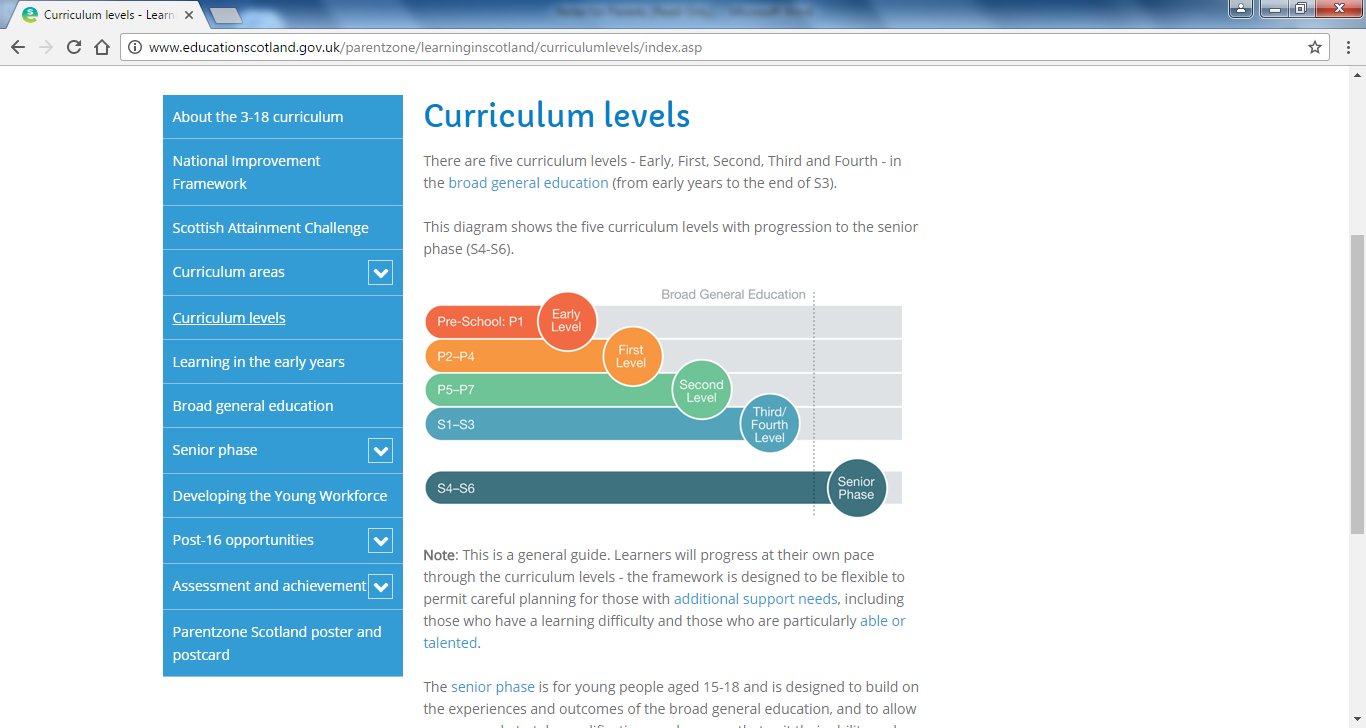 Curriculum levels - Learn
www.educationscotland.gov.uk/parentzone/learninginscotland/curriculumlevels/index.asp
About the 3-18 curriculum
National Improvement
Framework
Scottish Attainment Challenge
Curriculum areas
Curriculum levels
Learning in the early years
Broad general education
Senior phase
Developing the Young Workforce
Post-16 opportunities
Assessment and achievement
Parentzone Scotland poster and
postcard
Curriculum levels
There are five curriculum levels - Early, First, Second, Third and Fourth - in
the broad general education (from early years to the end of S3).
This diagram shows the five curriculum levels with progression to the senior
phase (S4-S6).
Broad General Education
Pre-School: P1
Early
Level
P2–P4
First
Level
P5–P7
Second
Level
S1–S3
Third/
Fourth
Level
S4–S6
Senior
Phase
Note: This is a general guide. Learners will progress at their own pace
through the curriculum levels - the framework is designed to be flexible to
permit careful planning for those with additional support needs, including
those who have a learning difficulty and those who are particularly able or
talented.
The senior phase is for young people aged 15-18 and is designed to build on
the experiences and outcomes of the broad general education, and to allow